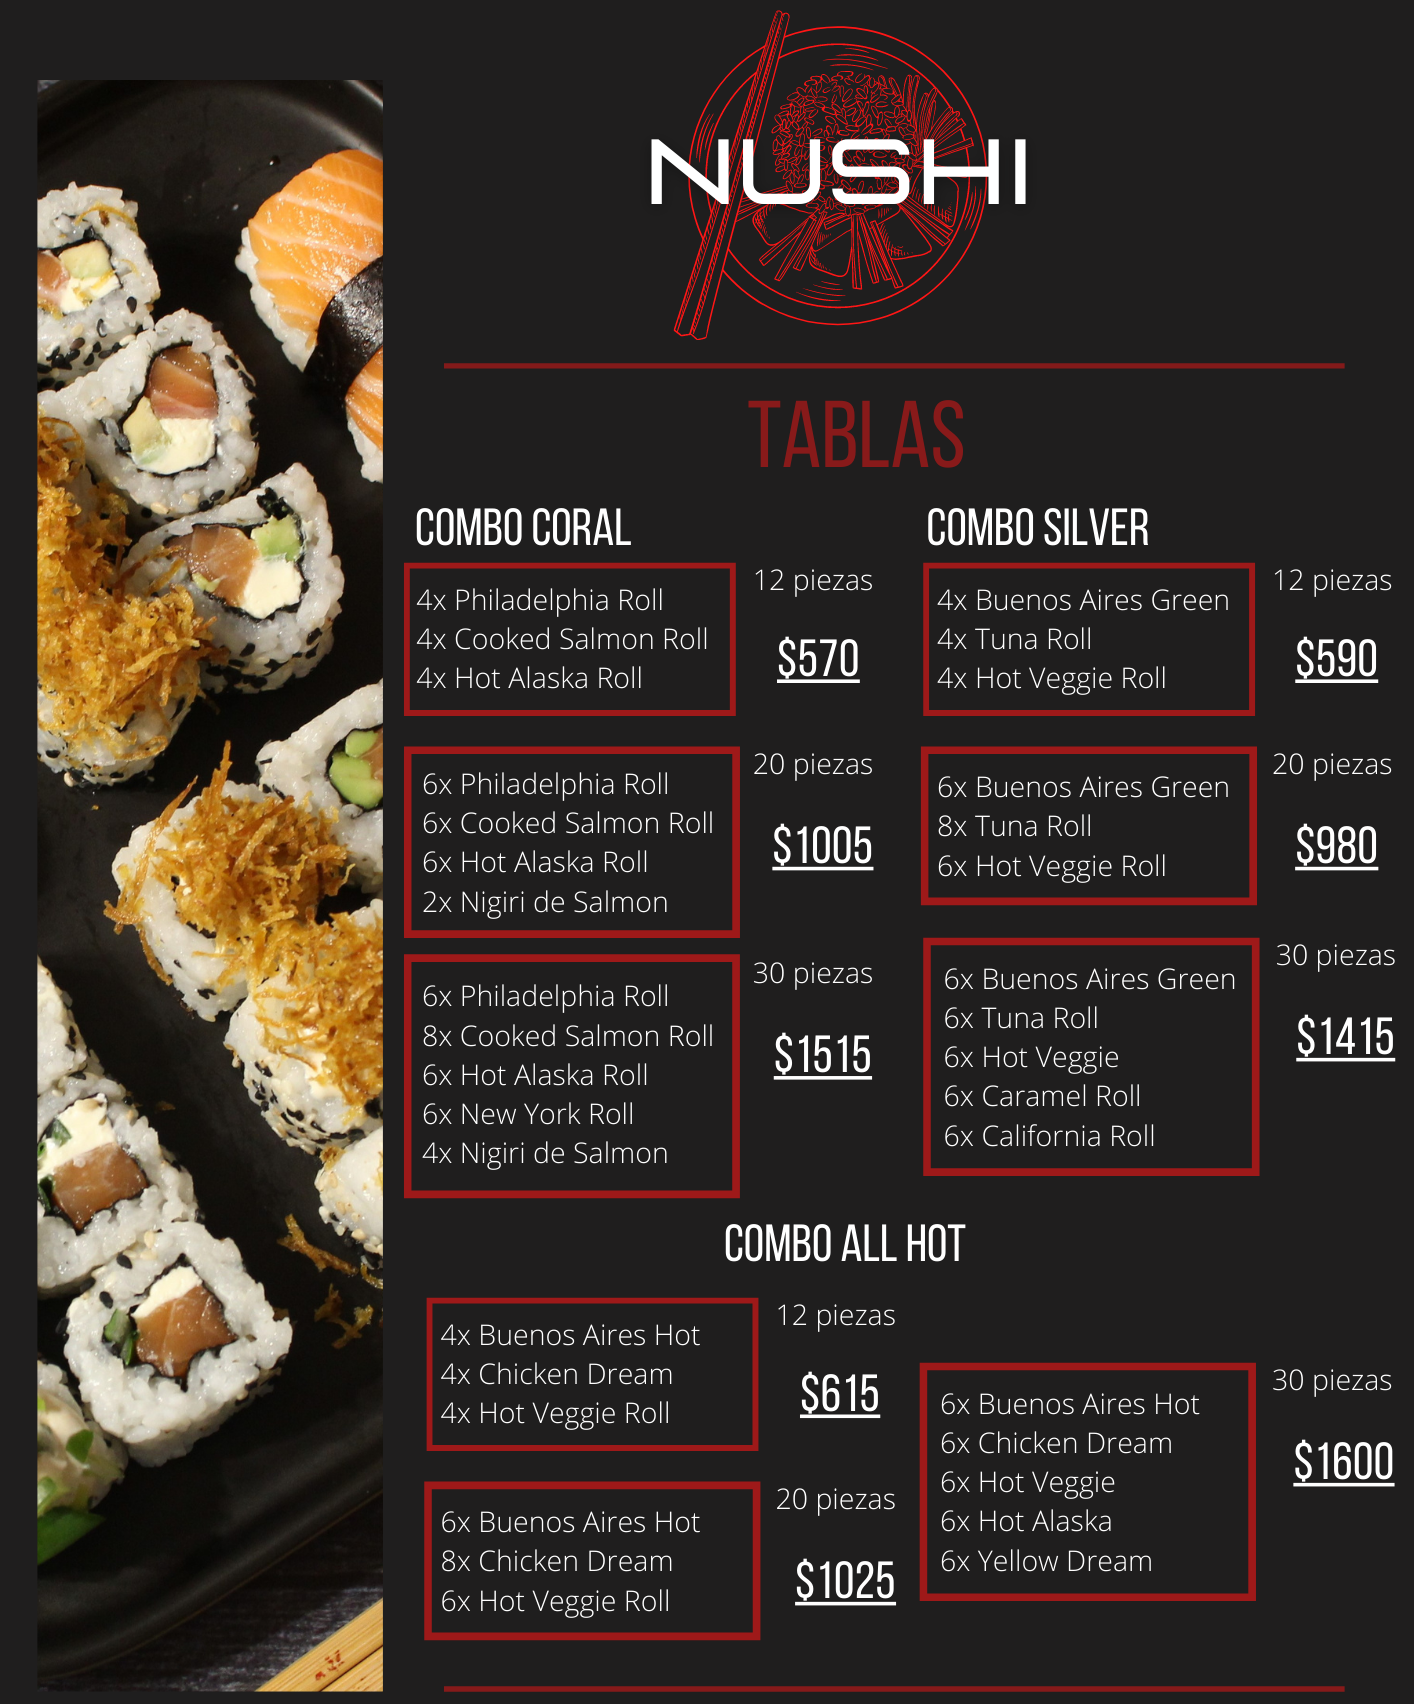 NUSHI
TABLAS
COMBO CORAL
4x Philadelphia Roll
4x Cooked Salmon Roll
4x Hot Alaska Roll
12 piezas
$570
6x Philadelphia Roll
6x Cooked Salmon Roll
6x Hot Alaska Roll
2x Nigiri de Salmon
20 piezas
$1005
6x Philadelphia Roll
8x Cooked Salmon Roll
6x Hot Alaska Roll
6x New York Roll
4x Nigiri de Salmon
30 piezas
$1515
COMBO SILVER
4x Buenos Aires Green
4x Tuna Roll
4x Hot Veggie Roll
12 piezas
$590
6x Buenos Aires Green
8x Tuna Roll
6x Hot Veggie Roll
20 piezas
$980
6x Buenos Aires Green
6x Tuna Roll
6x Hot Veggie
6x Caramel Roll
6x California Roll
30 piezas
$1415
COMBO ALL HOT
4x Buenos Aires Hot
4x Chicken Dream
4x Hot Veggie Roll
12 piezas
$615
6x Buenos Aires Hot
8x Chicken Dream
6x Hot Veggie Roll
20 piezas
$1025
6x Buenos Aires Hot
6x Chicken Dream
6x Hot Veggie
6x Hot Alaska
6x Yellow Dream
30 piezas
$1600